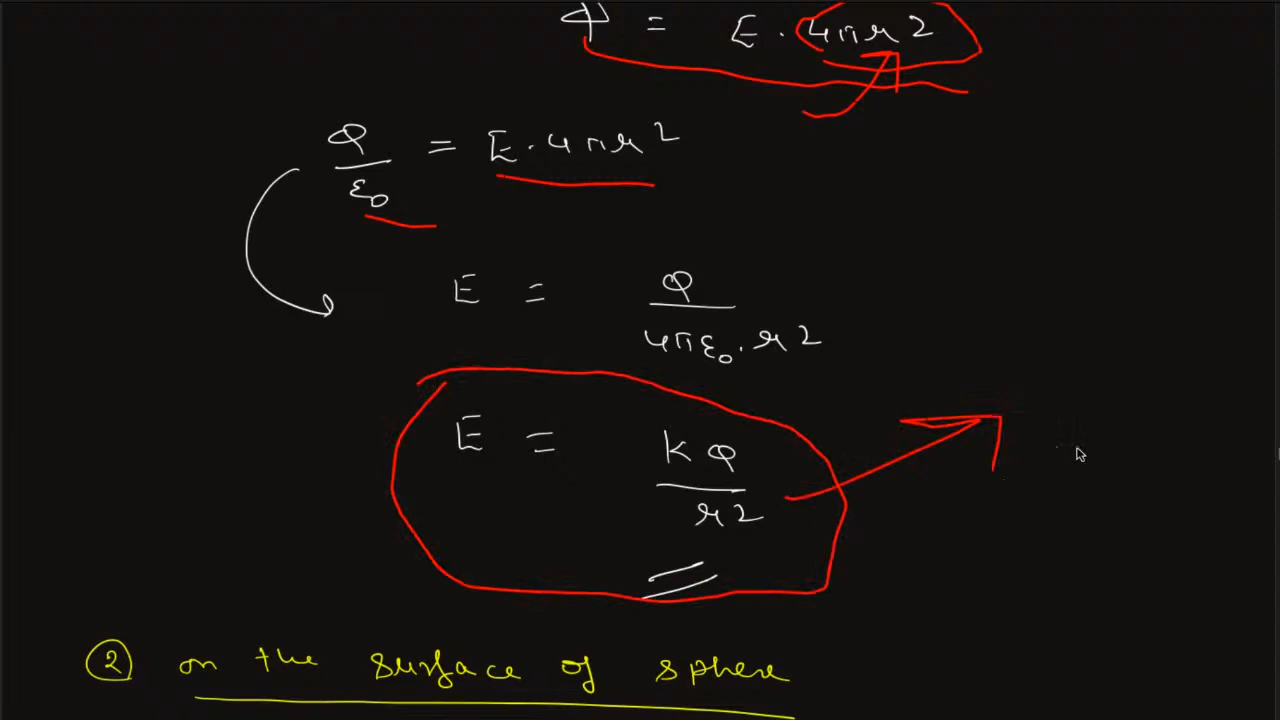 ϕ = E · 4πr2
Q/ε0 = E · 4πr2
E = Q/4πε0 · r2
E = KQ/r2
② on the surface of sphere